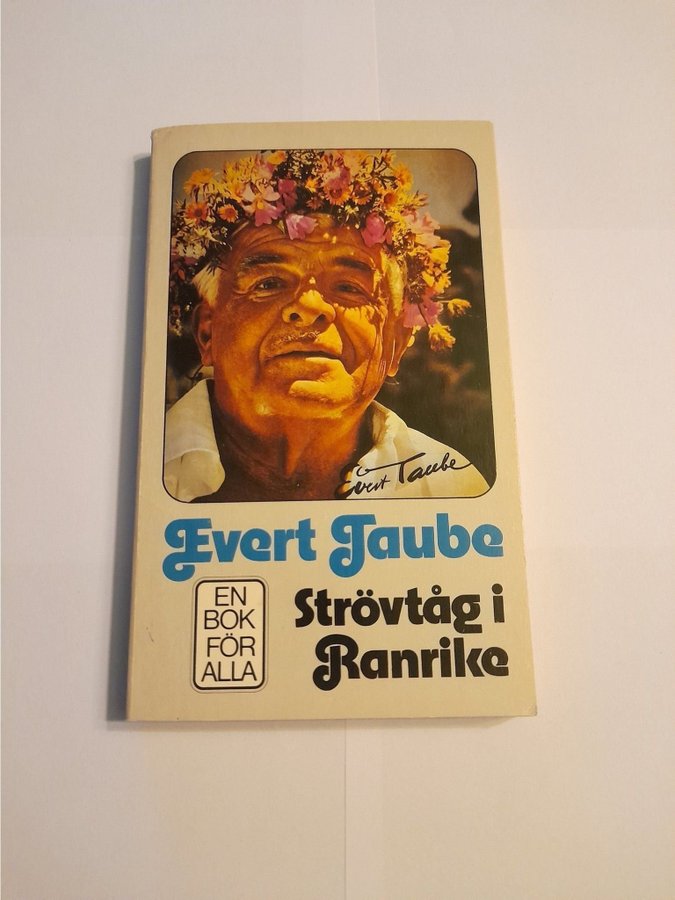 Evert Taube
Evert Taube
EN
BOK
FÖR
ALLA
Strövtåg i
Ranrike